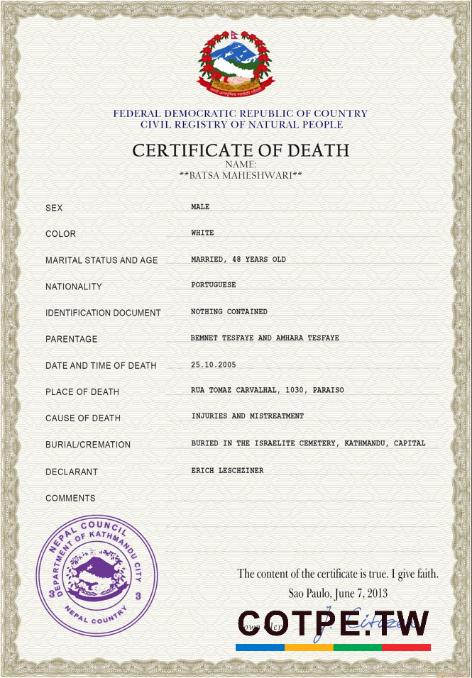 FEDERAL DEMOCRATIC REPUBLIC OF COUNTRY
CIVIL REGISTRY OF NATURAL PEOPLE
CERTIFICATE OF DEATH
NAME:
**BATSA MAHESHWARI**
SEX MALE
COLOR WHITE
MARITAL STATUS AND AGE MARRIED, 48 YEARS OLD
NATIONALITY PORTUGUESE
IDENTIFICATION DOCUMENT NOTHING CONTAINED
PARENTAGE BEMNET TESFAYE AND AMHARA TESFAYE
DATE AND TIME OF DEATH 25.10.2005
PLACE OF DEATH RUA TOMAZ CARVALHAL, 1030, PARAISO
CAUSE OF DEATH INJURIES AND MISTREATMENT
BURIAL/CREMATION BURIED IN THE ISRAELITE CEMETERY, KATHMANDU, CAPITAL
DECLARANT ERICH LESCHZINER
COMMENTS
NEPAL COUNCIL
DEPARTMENT OF KATHMANDU CITY
3 3
NEPAL COUNTRY
The content of the certificate is true. I give faith.
Sao Paulo, June 7, 2013
J. Citizen
COTPE.TW